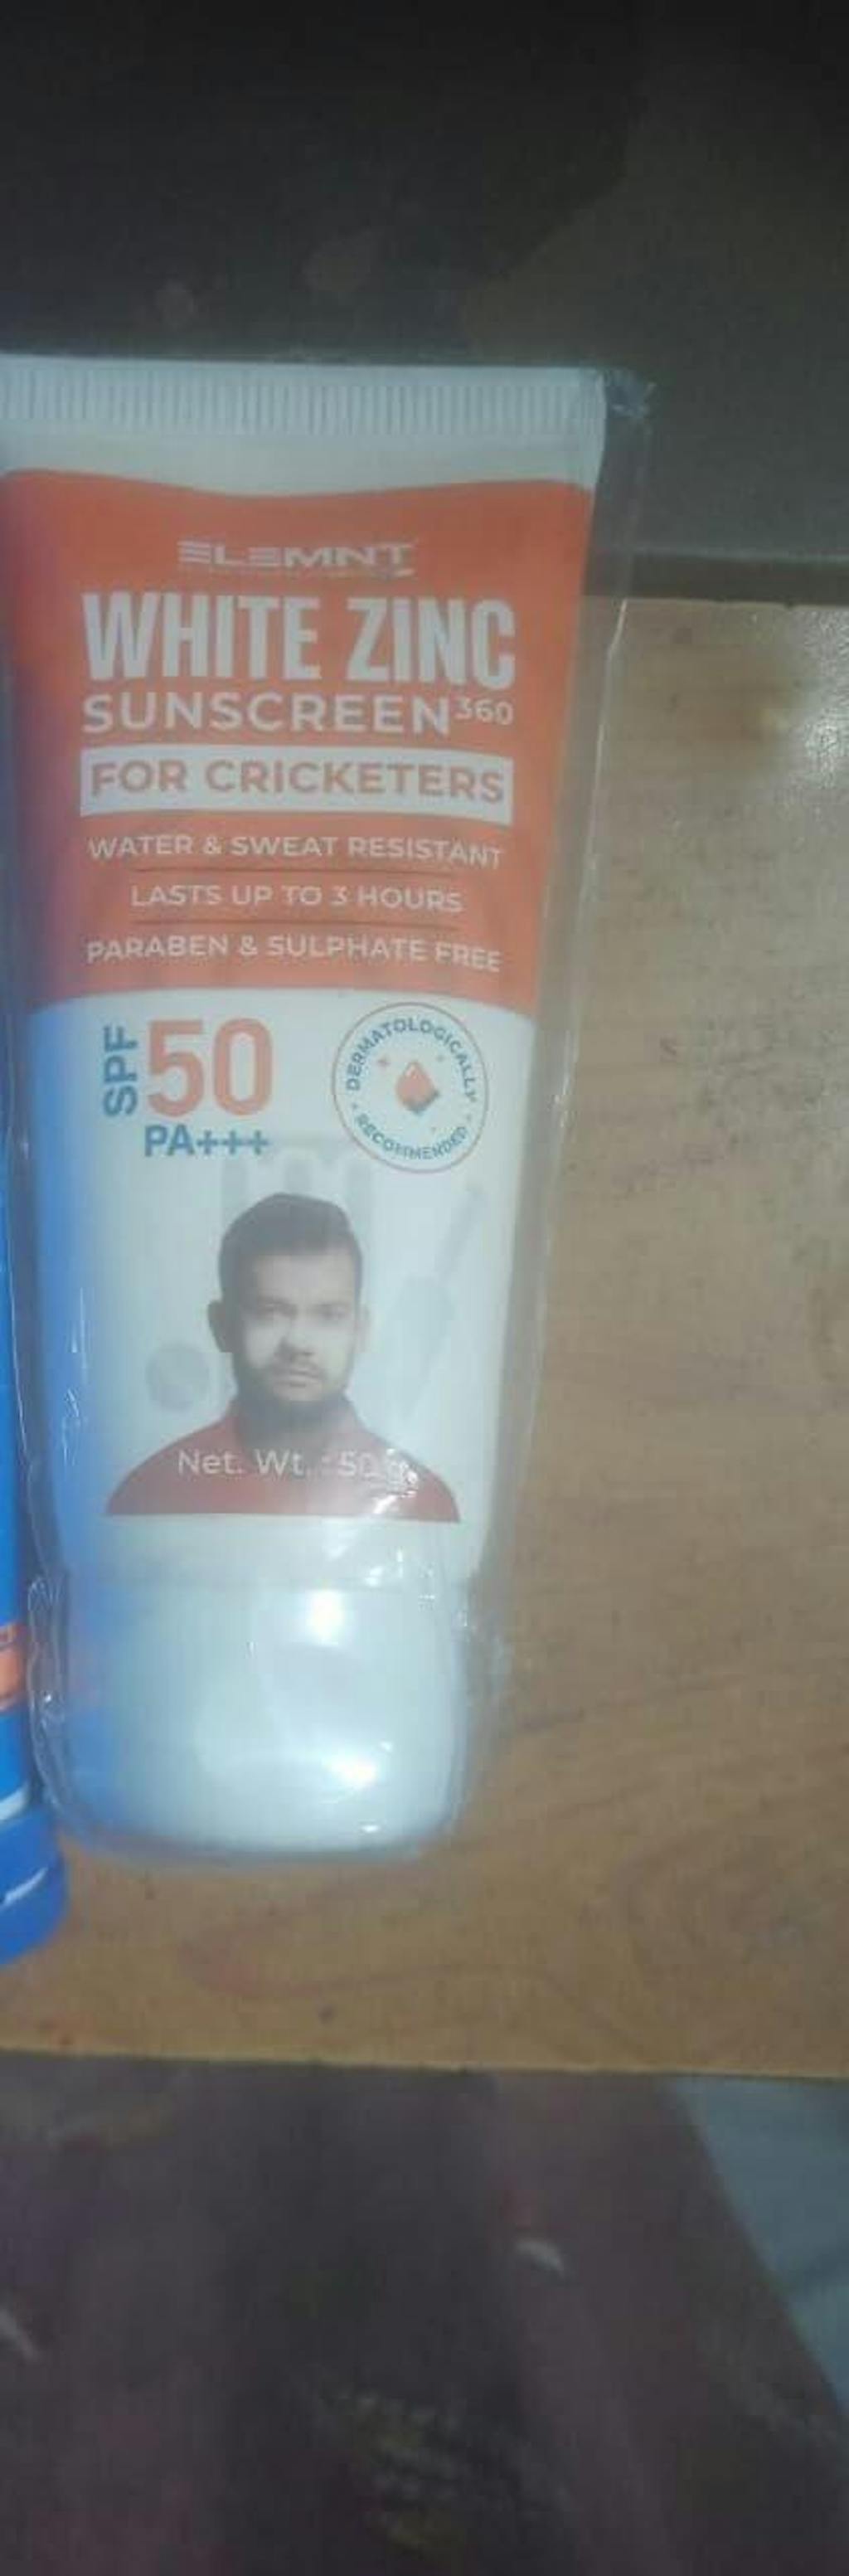 ELEMNT
WHITE ZINC
SUNSCREEN³⁶⁰
FOR CRICKETERS
WATER & SWEAT RESISTANT
LASTS UP TO 3 HOURS
PARABEN & SULPHATE FREE
SPF 50
PA+++
DERMATOLOGICALLY
RECOMMENDED
Net. Wt. : 50 g